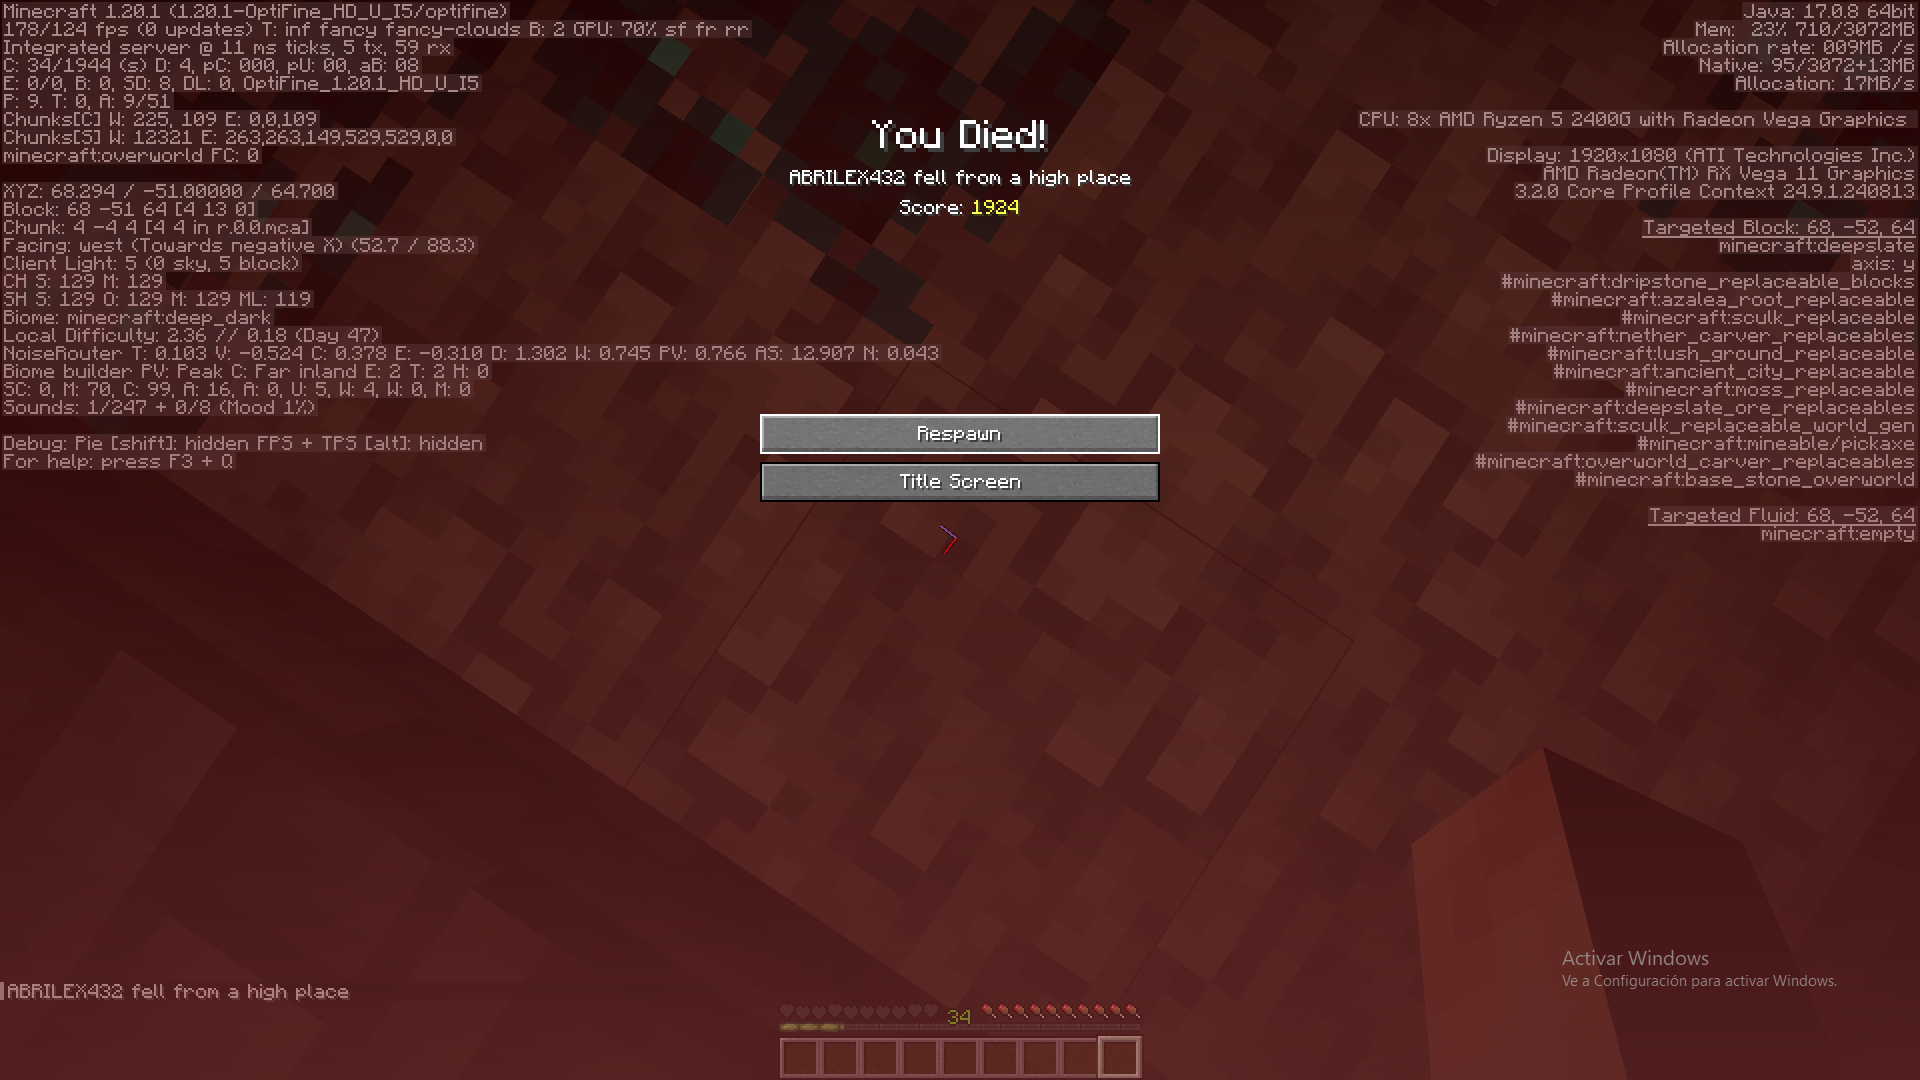 Minecraft 1.20.1 (1.20.1-OptiFine_HD_U_I5/optifine)
178/124 fps (0 updates) T: inf fancy fancy-clouds B: 2 GPU: 70% sf fr rr
Integrated server @ 11 ms ticks, 5 tx, 59 rx
C: 34/1944 (s) D: 4, pC: 000, pU: 00, aB: 08
E: 0/0, B: 0, SD: 8, DL: 0, OptiFine_1.20.1_HD_U_I5
P: 9. T: 0, A: 9/51
Chunks[C] W: 225, 109 E: 0,0,109
Chunks[S] W: 12321 E: 263,263,149,529,529,0,0
minecraft:overworld FC: 0
XYZ: 68.294 / -51.00000 / 64.700
Block: 68 -51 64 [4 13 0]
Chunk: 4 -4 4 [4 4 in r.0.0.mca]
Facing: west (Towards negative X) (52.7 / 88.3)
Client Light: 5 (0 sky, 5 block)
CH S: 129 M: 129
SH S: 129 O: 129 M: 129 ML: 119
Biome: minecraft:deep_dark
Local Difficulty: 2.36 // 0.18 (Day 47)
NoiseRouter T: 0.103 V: -0.524 C: 0.378 E: -0.310 D: 1.302 W: 0.745 PV: 0.766 AS: 12.907 N: 0.043
Biome builder PV: Peak C: Far inland E: 2 T: 2 H: 0
SC: 0, M: 70, C: 99, A: 16, A: 0, U: 5, W: 4, W: 0, M: 0
Sounds: 1/247 + 0/8 (Mood 1%)
Debug: Pie [shift]: hidden FPS + TPS [alt]: hidden
For help: press F3 + Q
Java: 17.0.8 64bit
Mem: 23% 710/3072MB
Allocation rate: 009MB /s
Native: 95/3072+13MB
Allocation: 17MB/s
CPU: 8x AMD Ryzen 5 2400G with Radeon Vega Graphics
Display: 1920x1080 (ATI Technologies Inc.)
AMD Radeon(TM) RX Vega 11 Graphics
3.2.0 Core Profile Context 24.9.1.240813
Targeted Block: 68, -52, 64
minecraft:deepslate
axis: y
#minecraft:dripstone_replaceable_blocks
#minecraft:azalea_root_replaceable
#minecraft:sculk_replaceable
#minecraft:nether_carver_replaceables
#minecraft:lush_ground_replaceable
#minecraft:ancient_city_replaceable
#minecraft:moss_replaceable
#minecraft:deepslate_ore_replaceables
#minecraft:sculk_replaceable_world_gen
#minecraft:mineable/pickaxe
#minecraft:overworld_carver_replaceables
#minecraft:base_stone_overworld
Targeted Fluid: 68, -52, 64
minecraft:empty
You Died!
ABRILEX432 fell from a high place
Score: 1924
Respawn
Title Screen
Activar Windows
Ve a Configuración para activar Windows.
ABRILEX432 fell from a high place
34